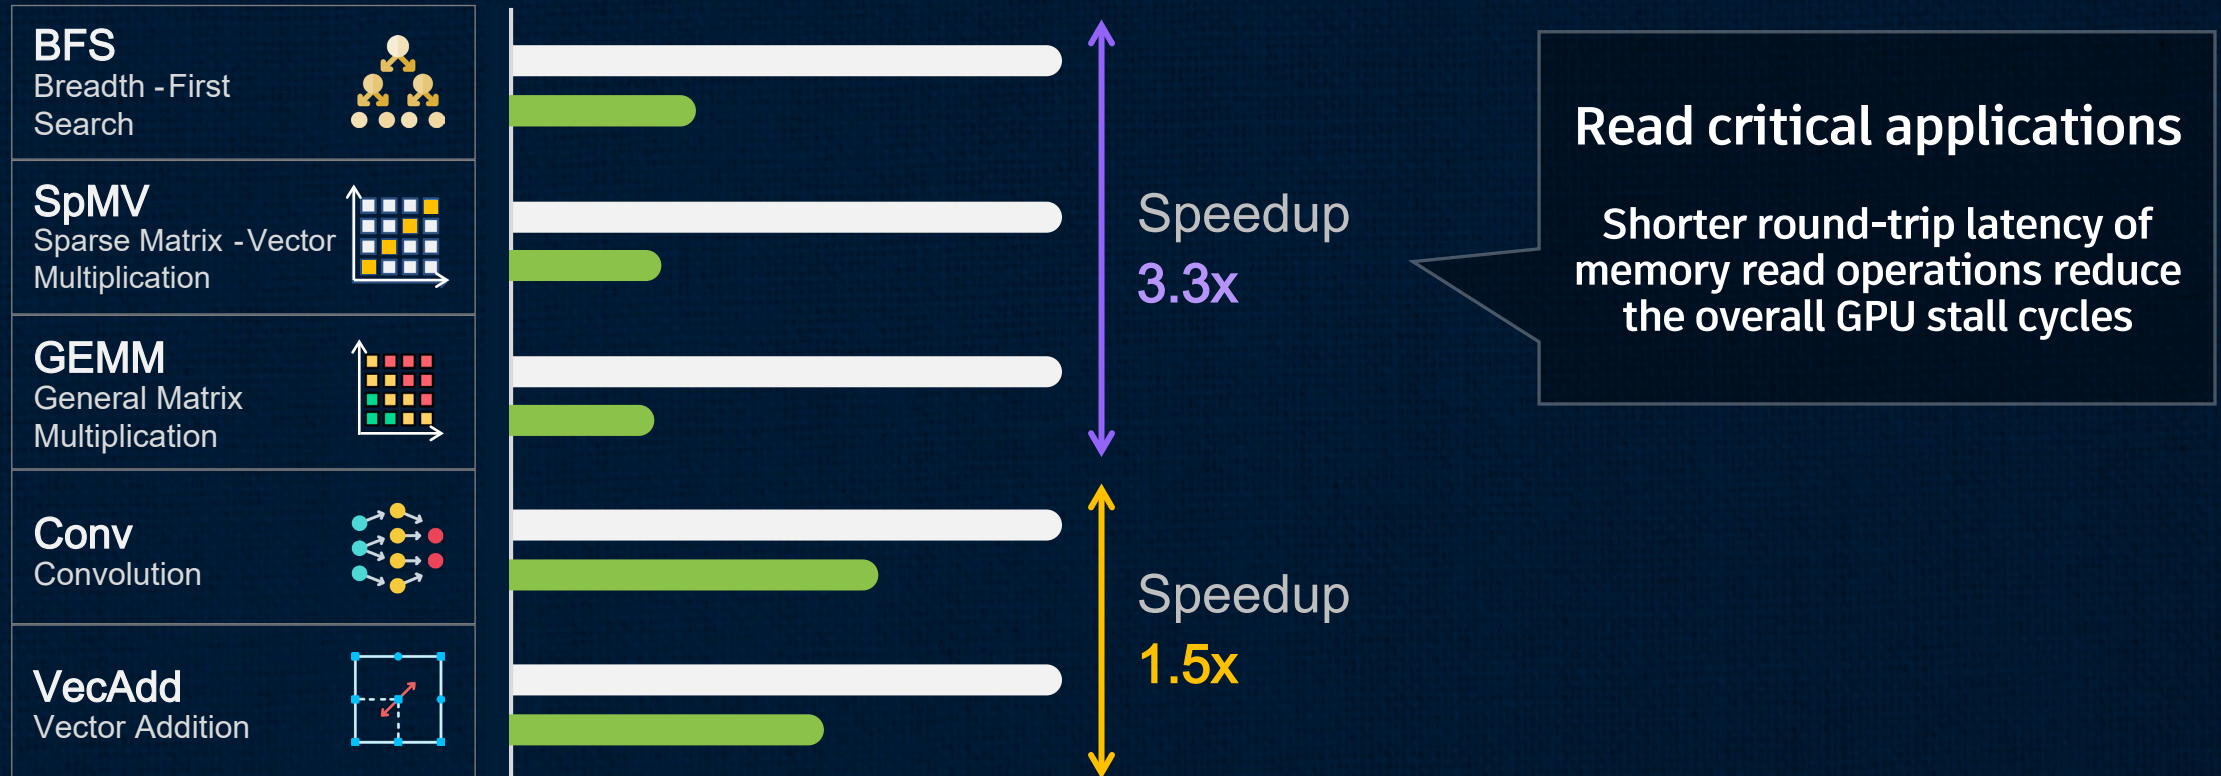 BFS
Breadth -First
Search
SpMV
Sparse Matrix -Vector
Multiplication
GEMM
General Matrix
Multiplication
Conv
Convolution
VecAdd
Vector Addition
Speedup
3.3x
Speedup
1.5x
Read critical applications
Shorter round-trip latency of
memory read operations reduce
the overall GPU stall cycles